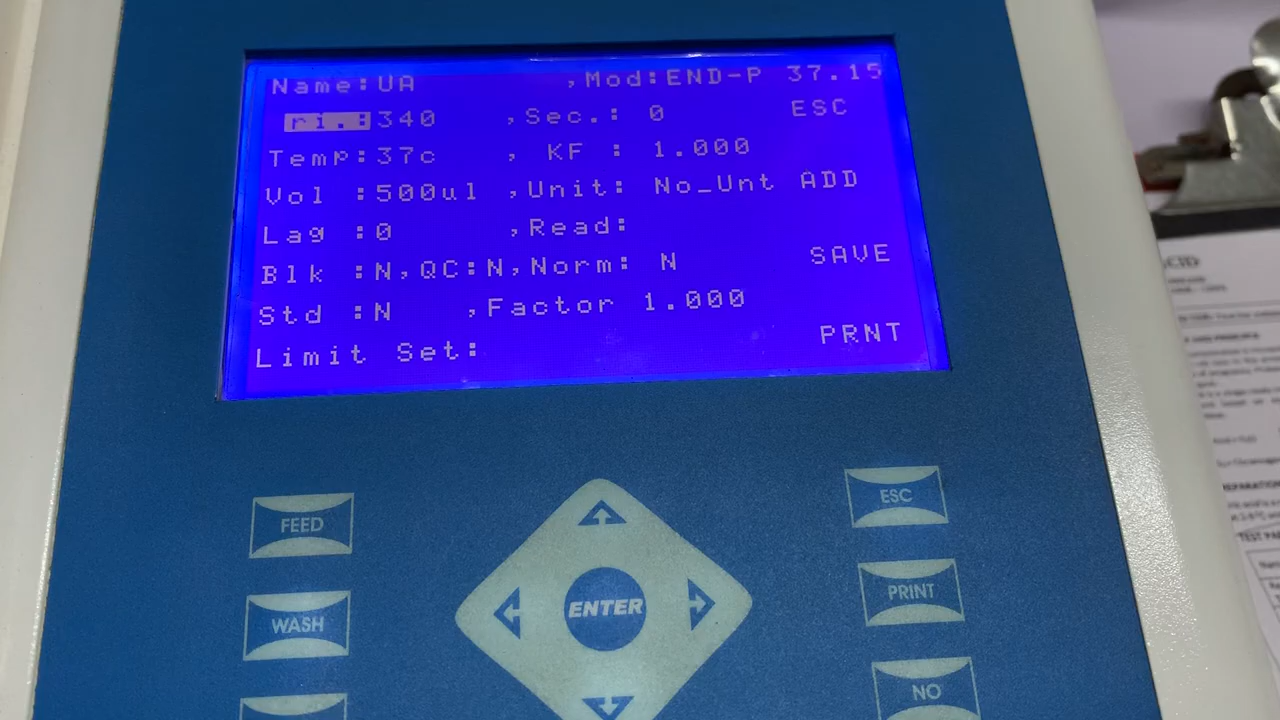 Name:UA ,Mod:END-P 37.15
ri.:340 ,Sec.: 0 ESC
Temp:37c , KF : 1.000
Vol :500ul ,Unit: No_Unt ADD
Lag :0 ,Read:
Blk :N,QC:N,Norm: N SAVE
Std :N ,Factor 1.000
Limit Set: PRNT
FEED
ESC
WASH
ENTER
PRINT
NO